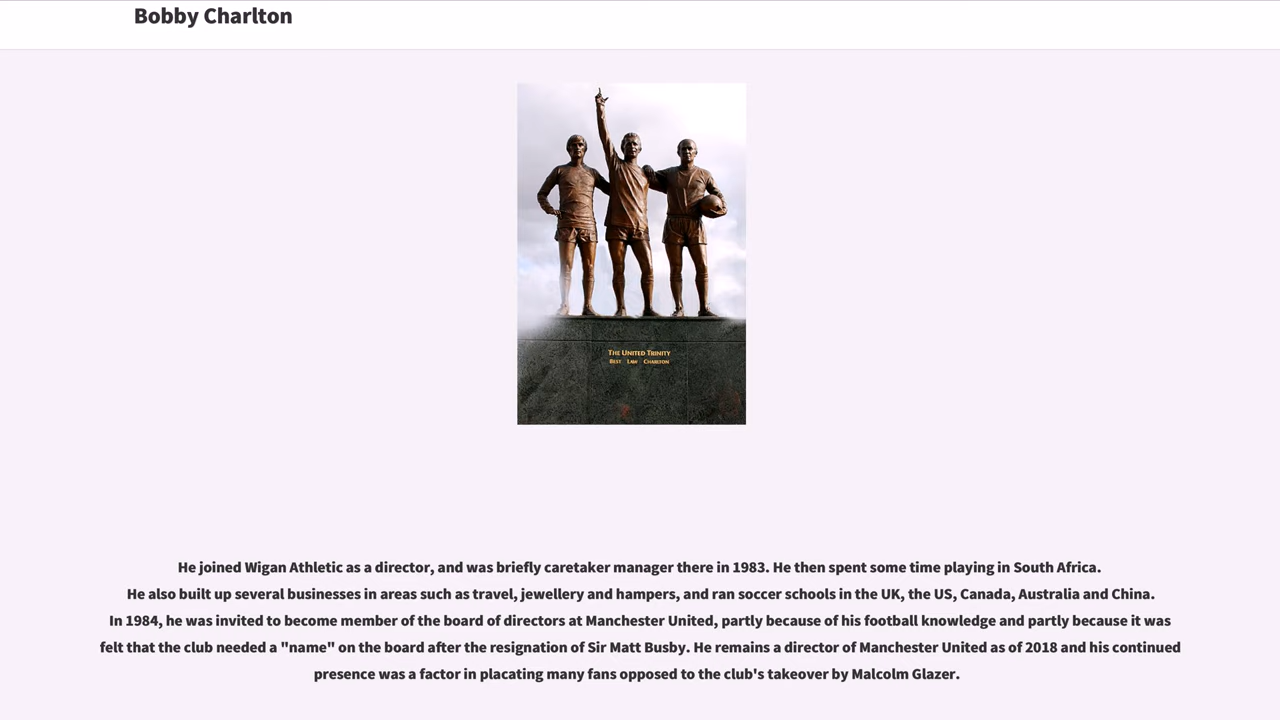 Bobby Charlton
THE UNITED TRINITY
BEST LAW CHARLTON
He joined Wigan Athletic as a director, and was briefly caretaker manager there in 1983. He then spent some time playing in South Africa.
He also built up several businesses in areas such as travel, jewellery and hampers, and ran soccer schools in the UK, the US, Canada, Australia and China.
In 1984, he was invited to become member of the board of directors at Manchester United, partly because of his football knowledge and partly because it was
felt that the club needed a "name" on the board after the resignation of Sir Matt Busby. He remains a director of Manchester United as of 2018 and his continued
presence was a factor in placating many fans opposed to the club's takeover by Malcolm Glazer.